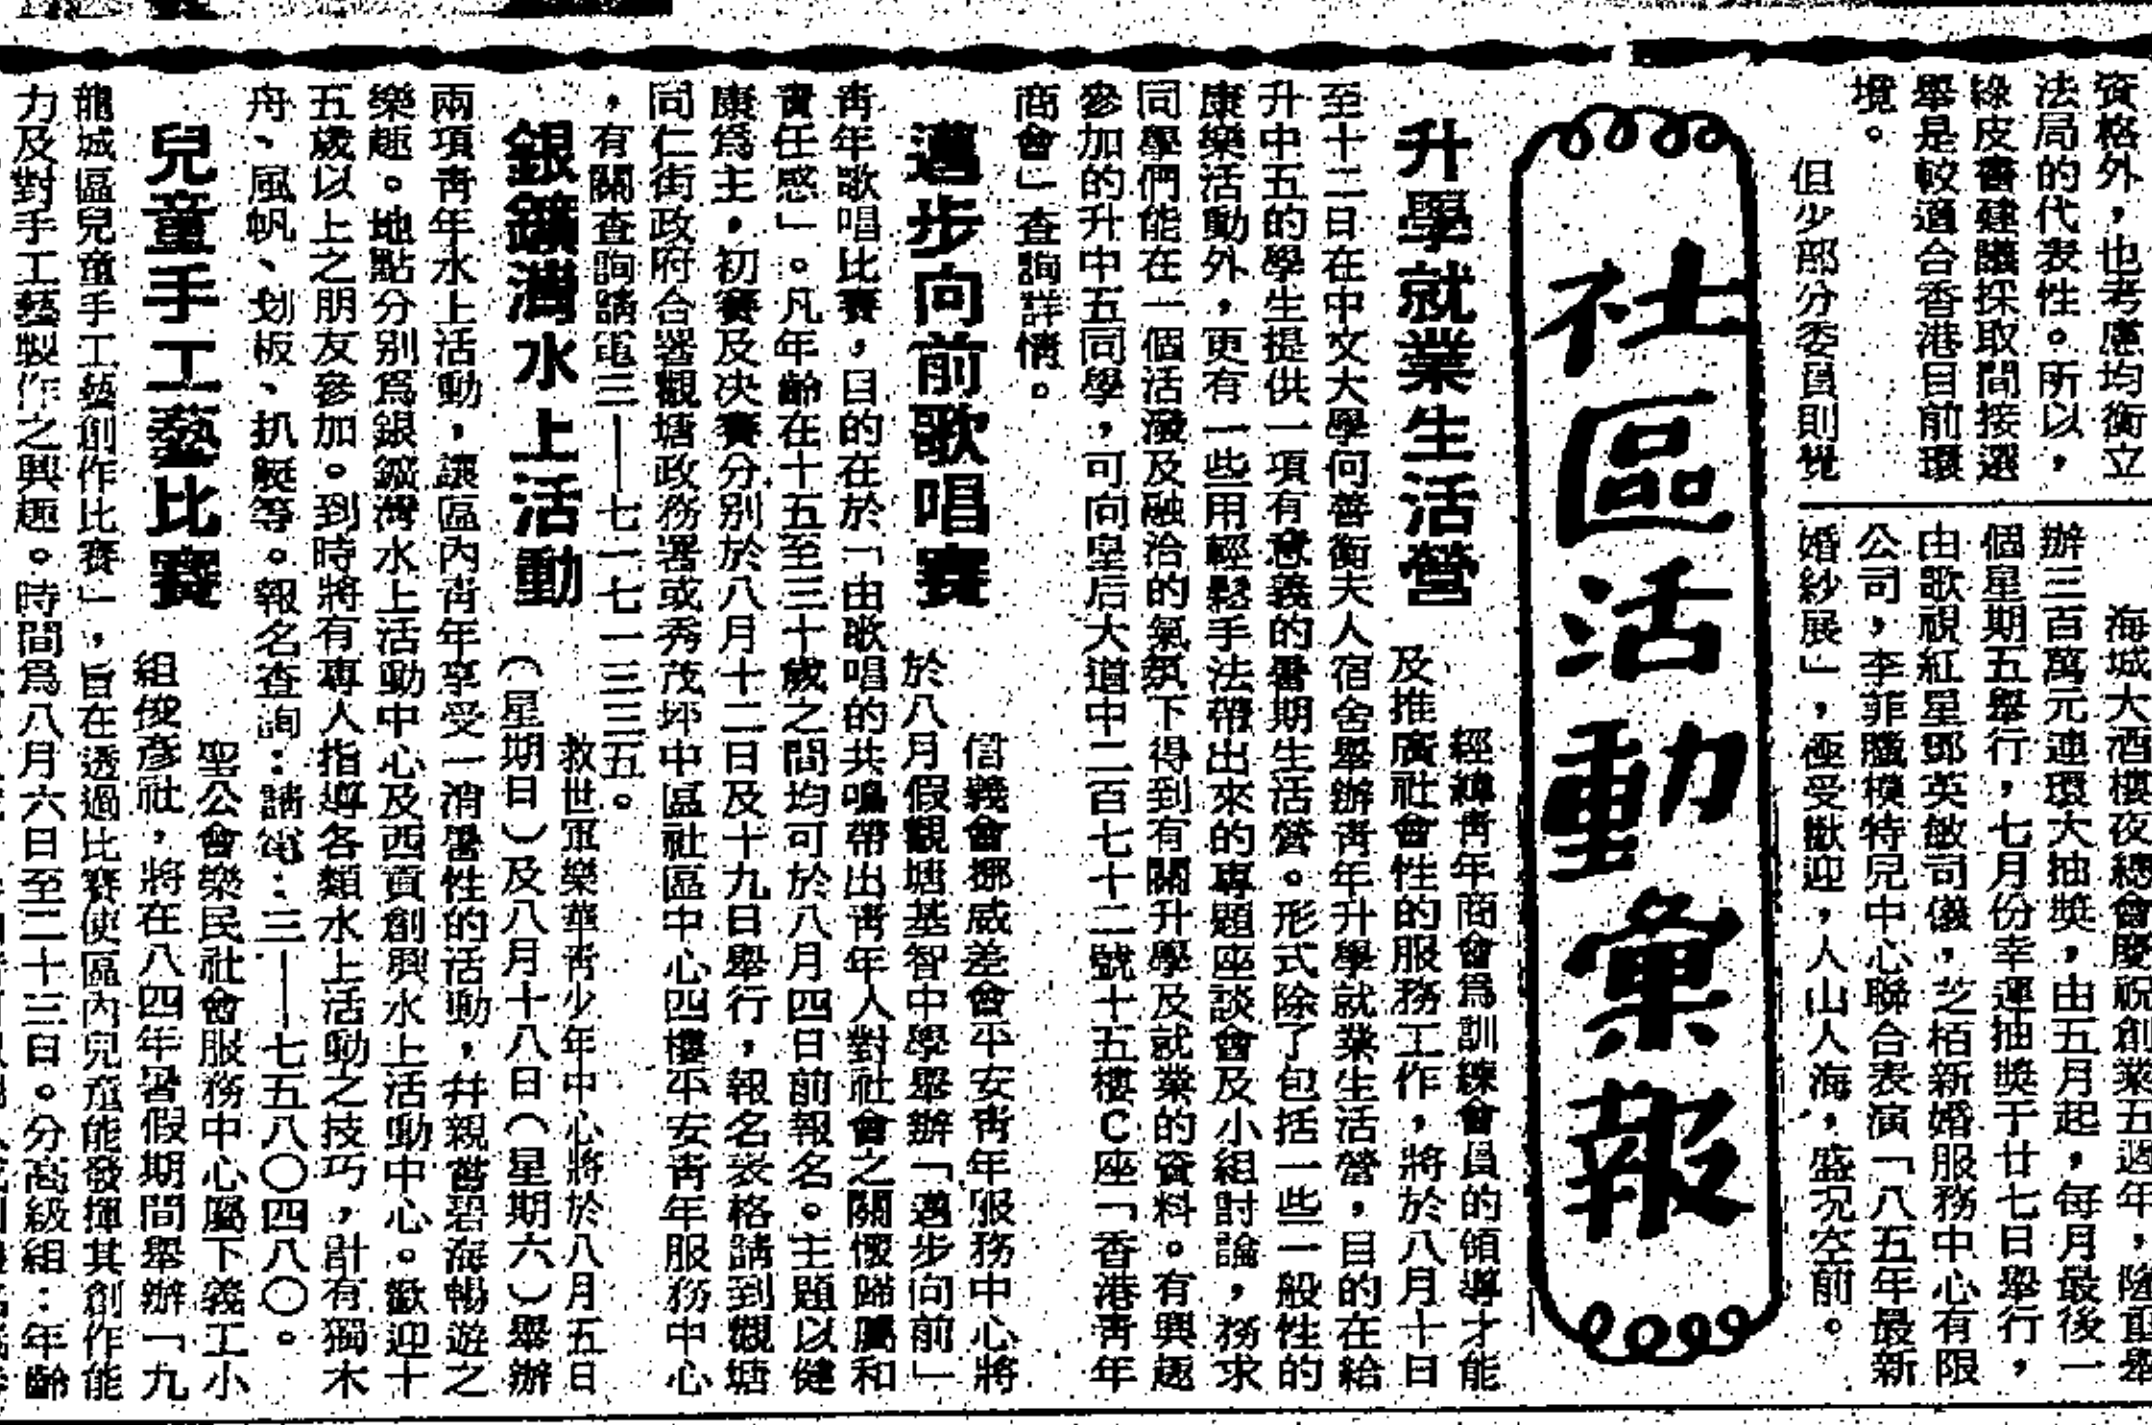 資格外，也考慮均衡立
法局的代表性。所以，
綠皮書建議採取間接選
舉是較適合香港目前環
境。
但少部分委員則覺
海城大酒樓夜總會慶祝創業五週年，隆重舉
辦三百萬元連環大抽獎，由五月起，每月最後一
個星期五舉行，七月份幸運抽獎于廿七日舉行，
由歌視紅星鄧英敏司儀，芝栢新婚服務中心有限
公司，李菲臘模特兒中心聯合表演「八五年最新
婚紗展」，極受歡迎，人山人海，盛況空前。
社區活動彙報
升學就業生活營
經緯青年商會為訓練會員的領導才能
及推廣社會性的服務工作，將於八月十日
至十二日在中文大學何善衡夫人宿舍舉辦青年升學就業生活營，目的在給
升中五的學生提供一項有意義的暑期生活營。形式除了包括一些一般性的
康樂活動外，更有一些用輕鬆手法帶出來的專題座談會及小組討論，務求
同學們能在一個活潑及融洽的氣氛下得到有關升學及就業的資料。有興趣
參加的升中五同學，可向皇后大道中二百七十二號十五樓C座「香港青年
商會」查詢詳情。
邁步向前歌唱賽
信義會挪威差會平安青年服務中心將
於八月假觀塘基智中學舉辦「邁步向前」
青年歌唱比賽，目的在於「由歌唱的共鳴帶出青年人對社會之關懷歸屬和
責任感」。凡年齡在十五至三十歲之間均可於八月四日前報名。主題以健
康為主，初賽及決賽分別於八月十二日及十九日舉行，報名表格請到觀塘
同仁街政府合署觀塘政務署或秀茂坪中區社區中心四樓平安青年服務中心
，有關查詢請電三—七一七一三三五。
銀鑛灣水上活動
救世軍樂華青少年中心將於八月五日
（星期日）及八月十八日（星期六）舉辦
兩項青年水上活動，讓區內青年享受一消暑性的活動，幷親嘗碧海暢遊之
樂趣。地點分別為銀鑛灣水上活動中心及西貢創興水上活動中心。歡迎十
五歲以上之朋友參加。到時將有專人指導各類水上活動之技巧，計有獨木
舟、風帆、划板、扒艇等。報名查詢：請電：三—七五八〇四八〇。
兒童手工藝比賽
聖公會樂民社會服務中心屬下義工小
組俊彥社，將在八四年暑假期間舉辦「九
龍城區兒童手工藝創作比賽」，旨在透過比賽使區內兒童能發揮其創作能
力及對手工藝製作之興趣。時間為八月六日至二十三日。分高級組：年齡